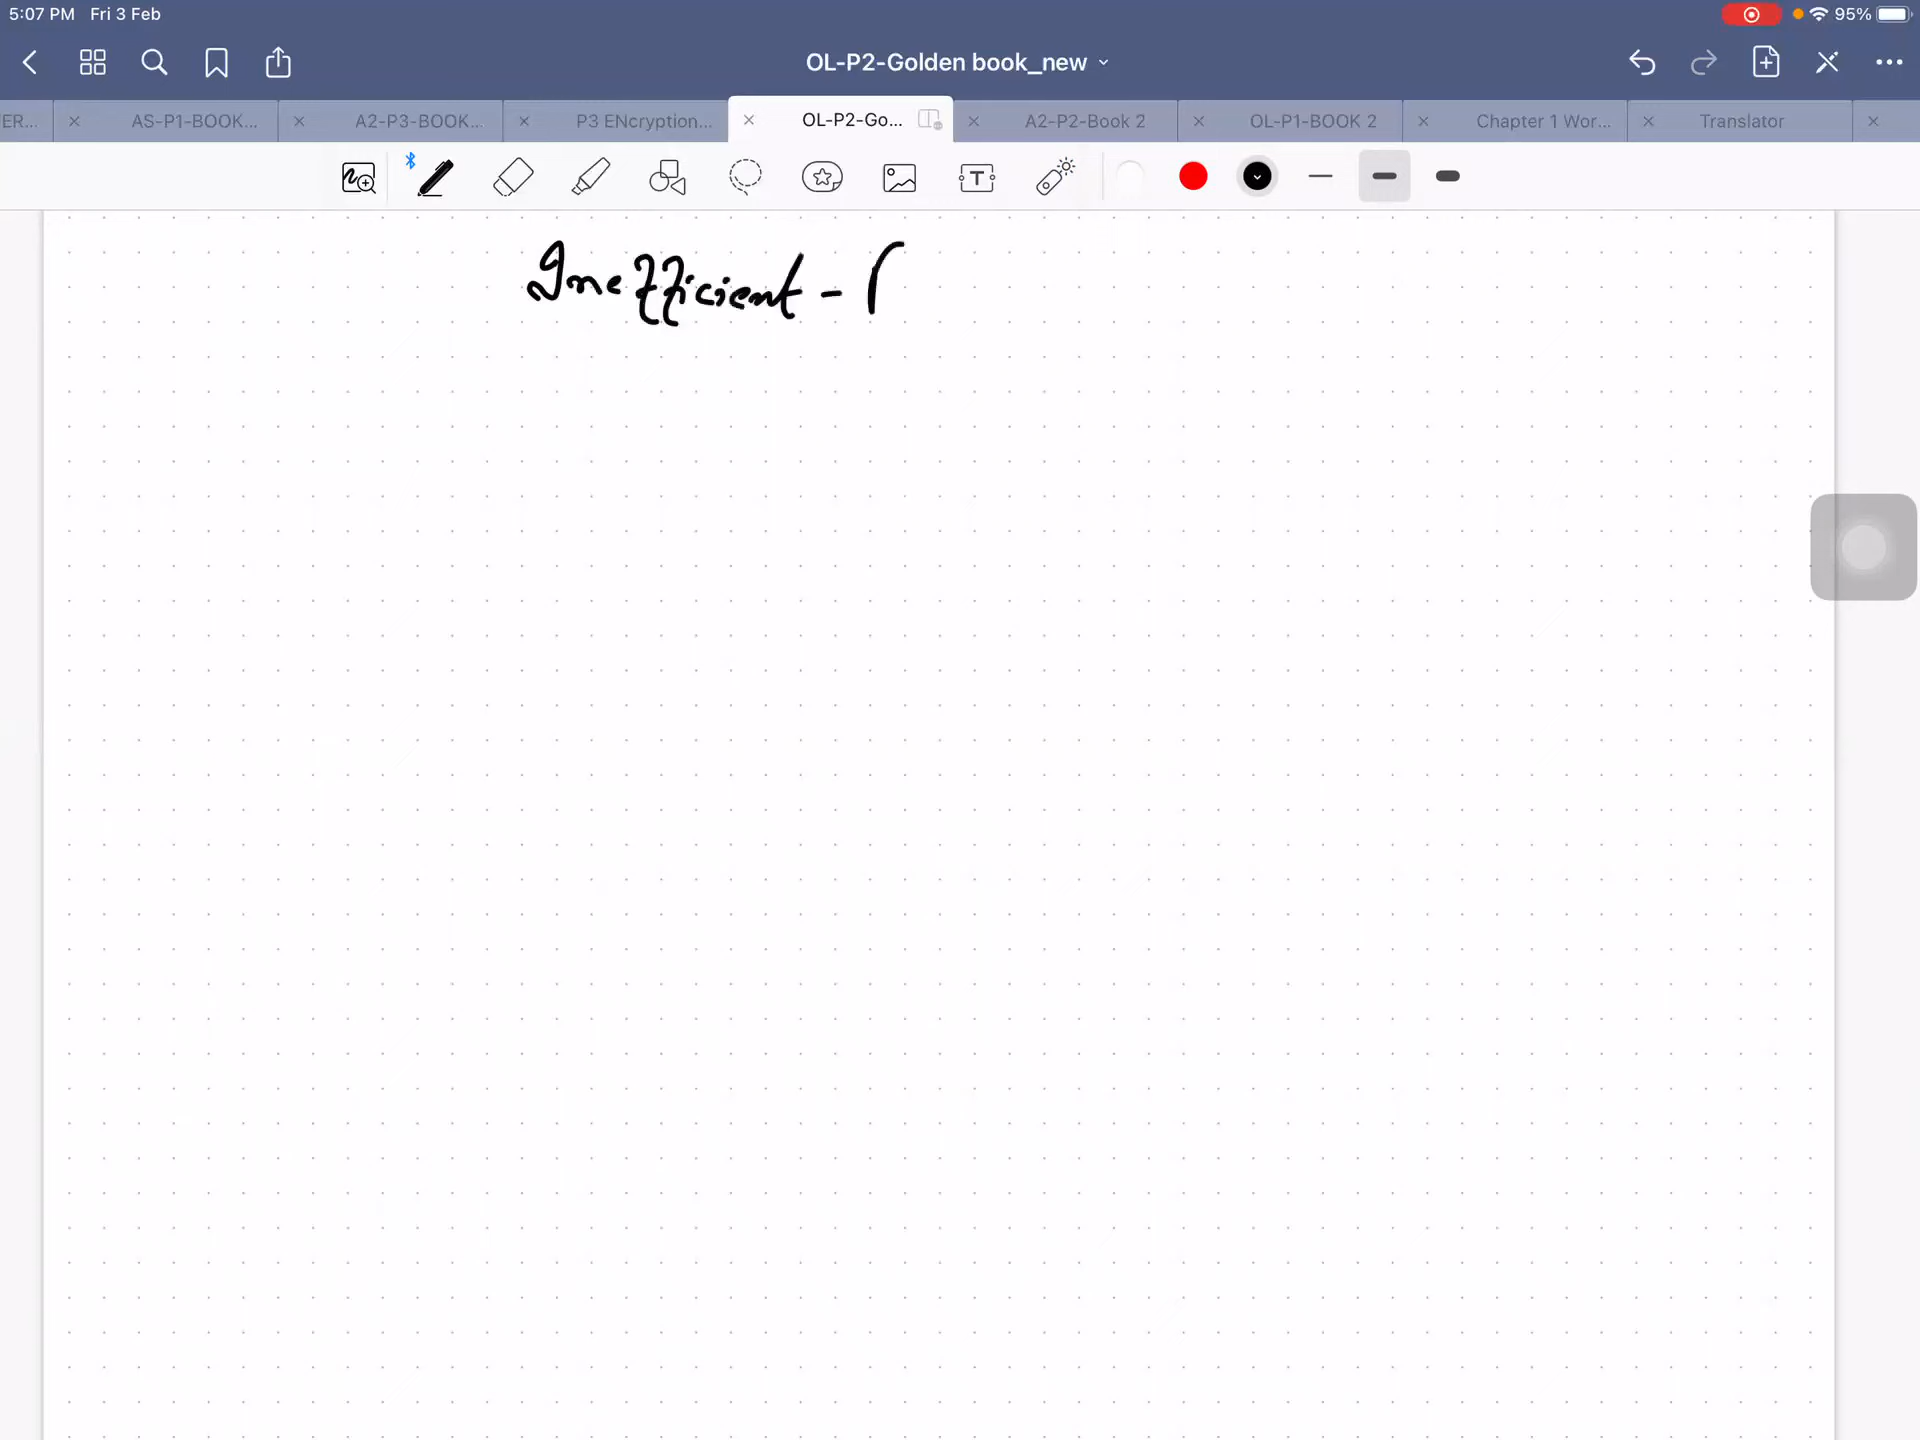 5:07 PM Fri 3 Feb 95%
OL-P2-Golden book_new
ER... AS-P1-BOOK... A2-P3-BOOK... P3 ENcryption... OL-P2-Go... A2-P2-Book 2 OL-P1-BOOK 2 Chapter 1 Wor... Translator
Inefficient - (